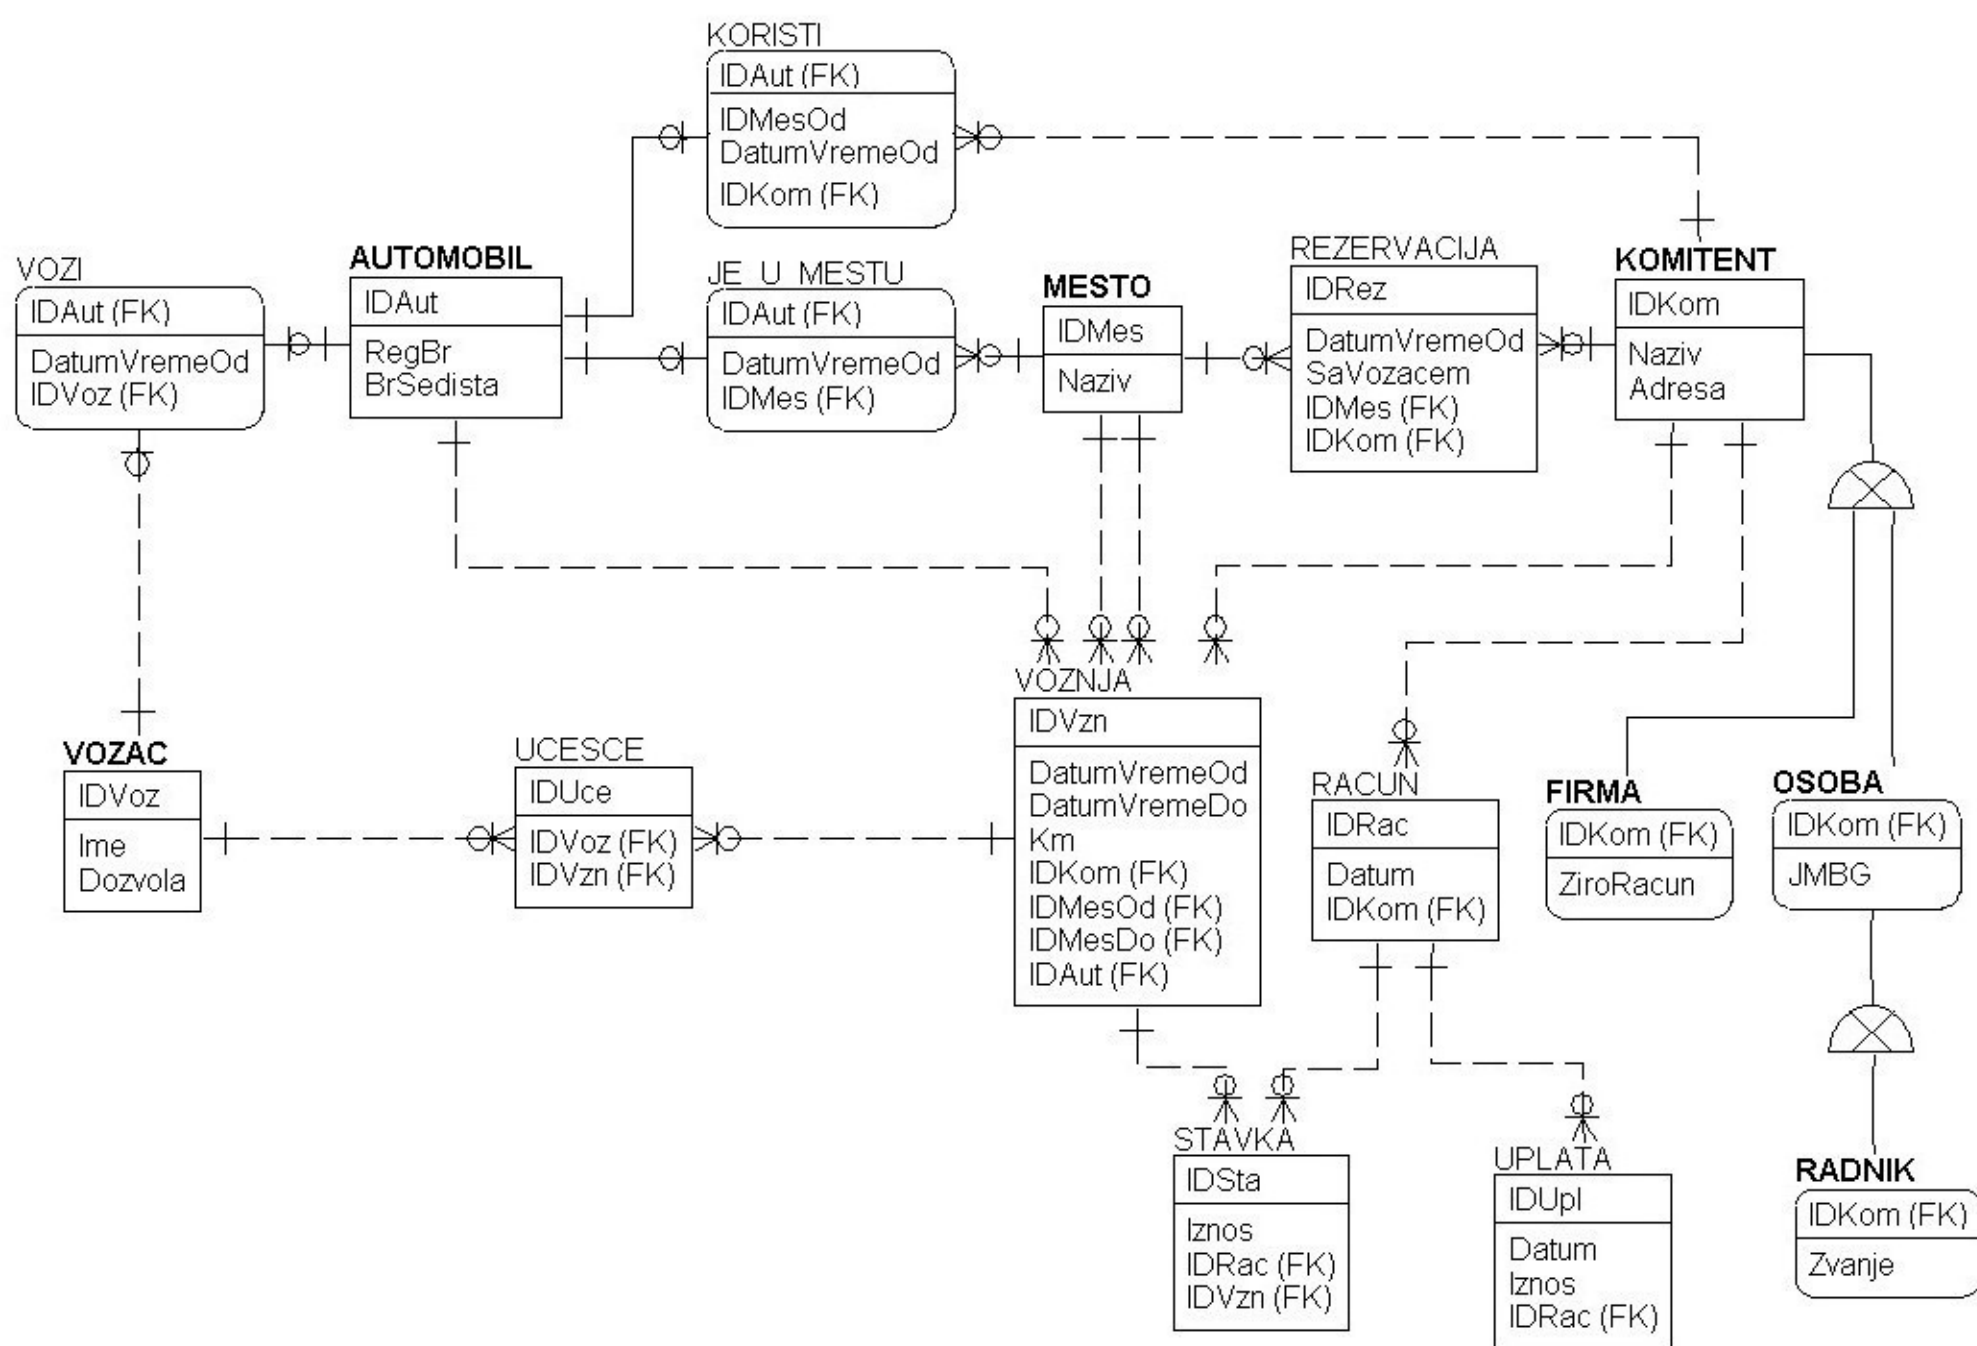 KORISTI
IDAut (FK)
IDMesOd
DatumVremeOd
IDKom (FK)
VOZI
IDAut (FK)
DatumVremeOd
IDVoz (FK)
AUTOMOBIL
IDAut
RegBr
BrSedista
JE_U_MESTU
IDAut (FK)
DatumVremeOd
IDMes (FK)
MESTO
IDMes
Naziv
REZERVACIJA
IDRez
DatumVremeOd
SaVozacem
IDMes (FK)
IDKom (FK)
KOMITENT
IDKom
Naziv
Adresa
VOZAC
IDVoz
Ime
Dozvola
UCESCE
IDUce
IDVoz (FK)
IDVzn (FK)
VOZNJA
IDVzn
DatumVremeOd
DatumVremeDo
Km
IDKom (FK)
IDMesOd (FK)
IDMesDo (FK)
IDAut (FK)
RACUN
IDRac
Datum
IDKom (FK)
FIRMA
IDKom (FK)
ZiroRacun
OSOBA
IDKom (FK)
JMBG
STAVKA
IDSta
Iznos
IDRac (FK)
IDVzn (FK)
UPLATA
IDUpl
Datum
Iznos
IDRac (FK)
RADNIK
IDKom (FK)
Zvanje